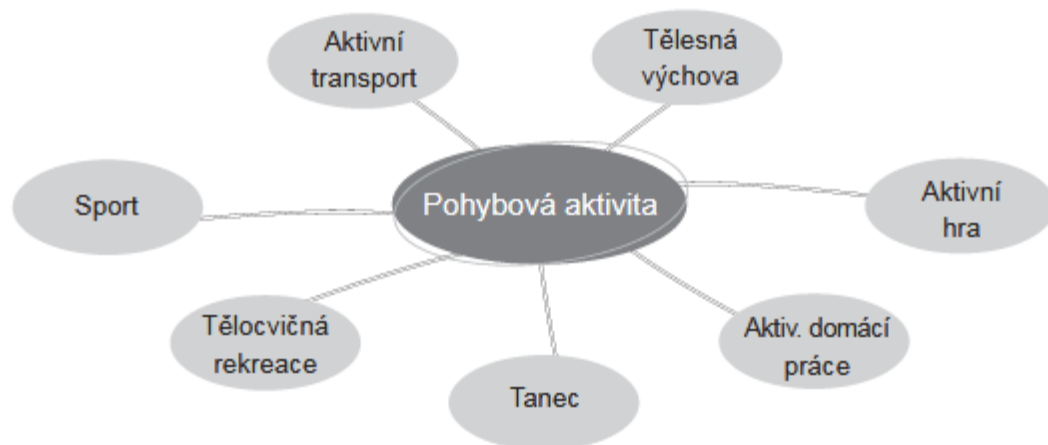 Aktivní
transport
Tělesná
výchova
Sport
Pohybová aktivita
Aktivní
hra
Tělocvičná
rekreace
Tanec
Aktiv. domácí
práce